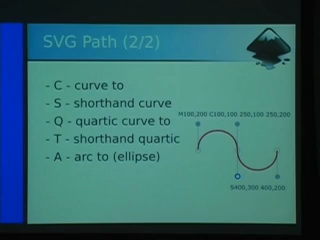 SVG Path (2/2)
- C - curve to
- S - shorthand curve
- Q - quartic curve to
- T - shorthand quartic
- A - arc to (ellipse)
M100,200 C100,100 250,100 250,200
S400,300 400,200